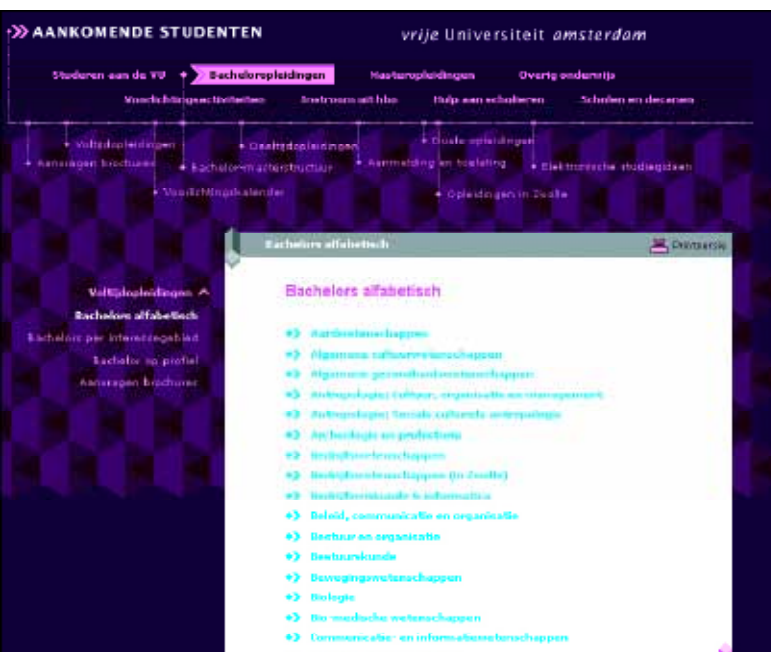 AANKOMENDE STUDENTEN
vrije Universiteit amsterdam
Studeren aan de VU
Bacheloropleidingen
Masteropleidingen
Overig onderwijs
Voorlichtingsactiviteiten
Instroom uit hbo
Hulp aan scholieren
Scholen en decanen
Voltijdopleidingen
Deeltijdopleidingen
Duale opleidingen
Aanvragen brochures
Bachelor-masterstructuur
Aanmelding en toelating
Elektronische studiegidsen
Voorlichtingskalender
Opleidingen in Zwolle
Bachelors alfabetisch
Printversie
Voltijdopleidingen
Bachelors alfabetisch
Bachelors per interessegebied
Bachelor op profiel
Aanvragen brochures
Bachelors alfabetisch
Aardwetenschappen
Algemene cultuurwetenschappen
Algemene gezondheidswetenschappen
Antropologie: Cultuur, organisatie en management
Antropologie: Sociale culturele antropologie
Archeologie en prehistorie
Bedrijfswetenschappen
Bedrijfswetenschappen (in Zwolle)
Bedrijfswiskunde & informatica
Beleid, communicatie en organisatie
Bestuur en organisatie
Bestuurskunde
Bewegingswetenschappen
Biologie
Bio-medische wetenschappen
Communicatie- en informatiewetenschappen